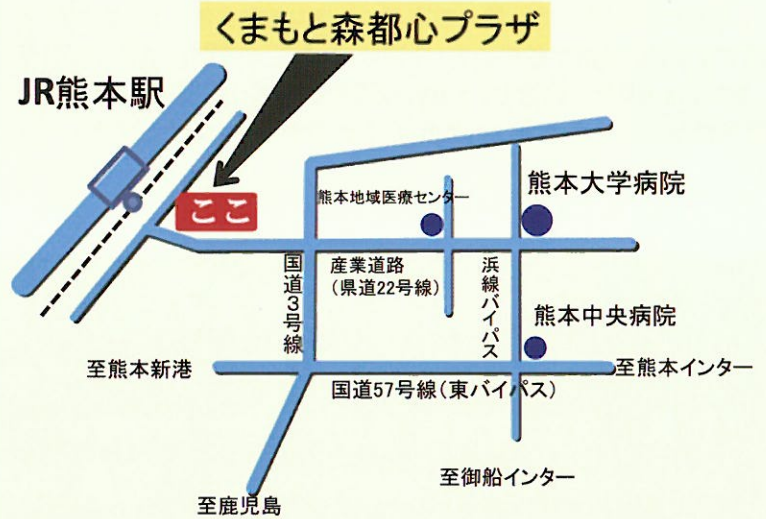 くまもと森都心プラザ
JR熊本駅
ここ
熊本地域医療センター
熊本大学病院
国道3号線
産業道路
（県道22号線）
浜線バイパス
熊本中央病院
至熊本新港
至熊本インター
国道57号線（東バイパス）
至御船インター
至鹿児島